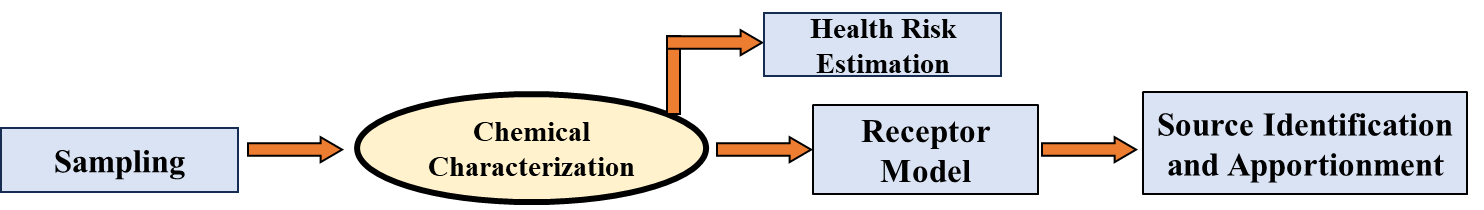 Sampling
Chemical
Characterization
Health Risk
Estimation
Receptor
Model
Source Identification
and Apportionment